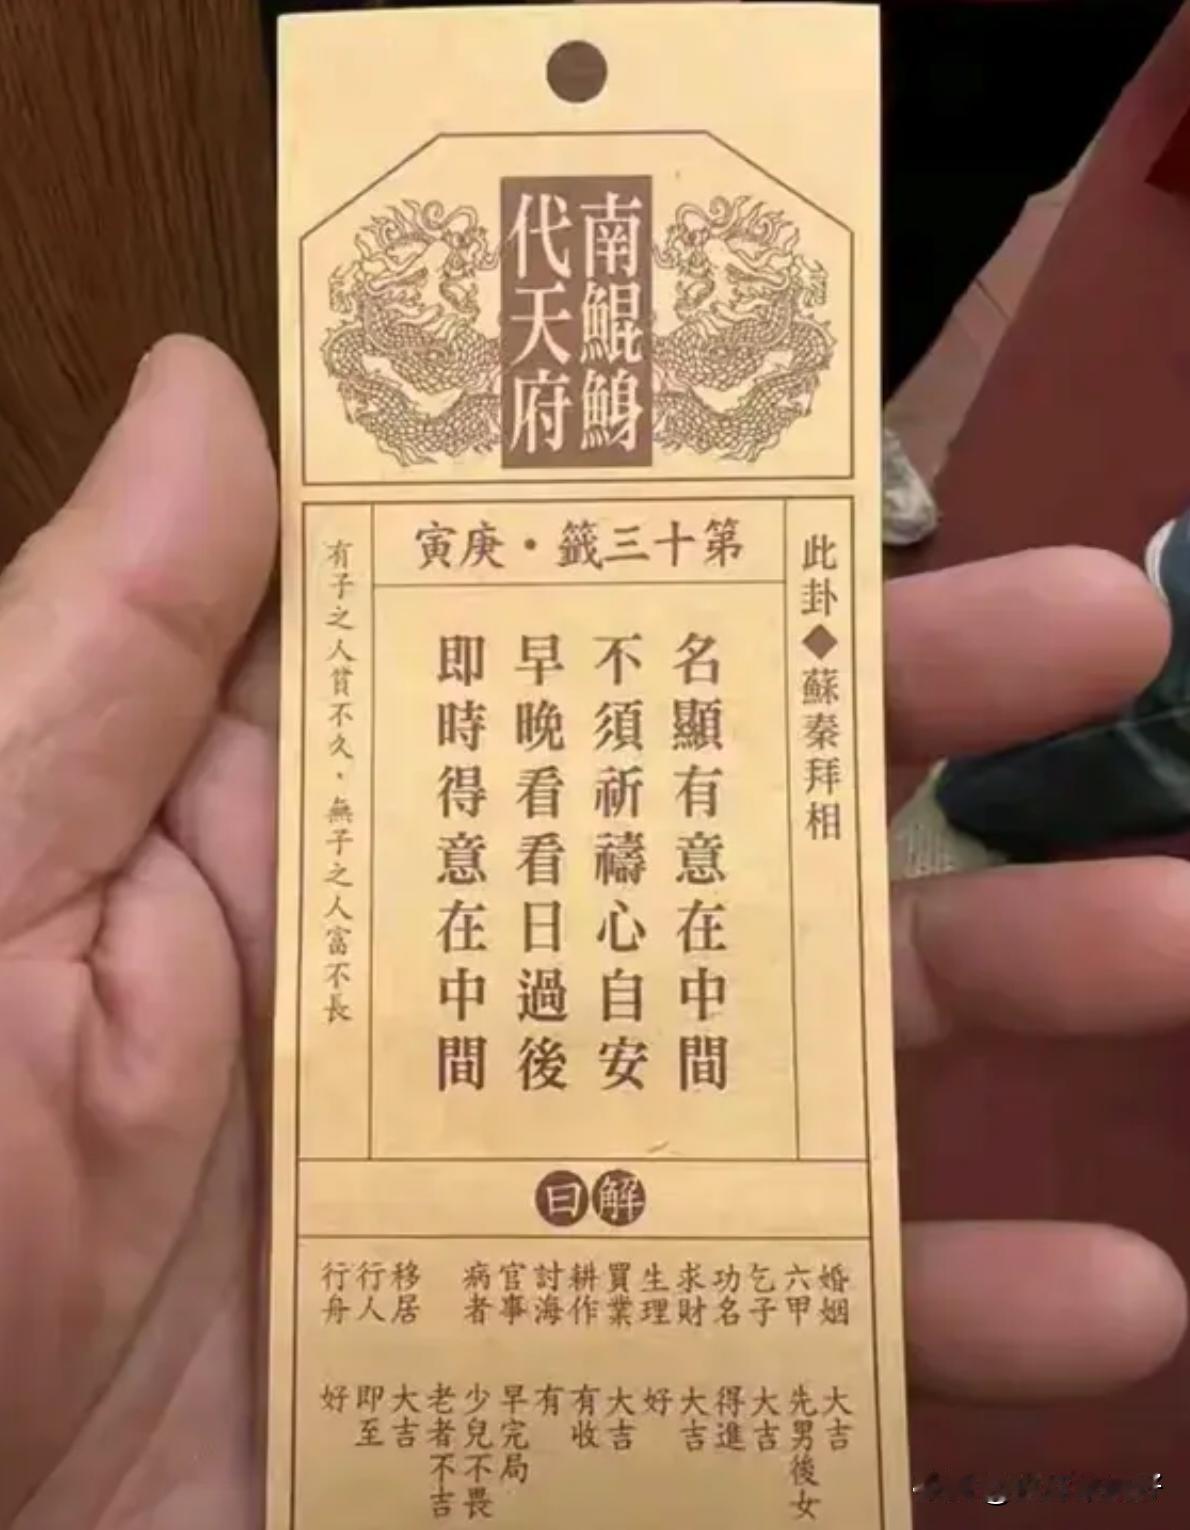 南鯤鯓
代天府
第十三籤・庚寅
此卦◆蘇秦拜相
名顯有意在中間
不須祈禱心自安
早晚看看日過後
即時得意在中間
有子之人貧不久，無子之人富不長
解曰
婚姻 大吉
六甲 先男後女
乞子 大吉
功名 得進
求財 大吉
生理 好
買業 大吉
耕作 有收
討海 有
官事 早完局
病者 少兒不畏
老者不吉
移居 大吉
行人 即至
行舟 好